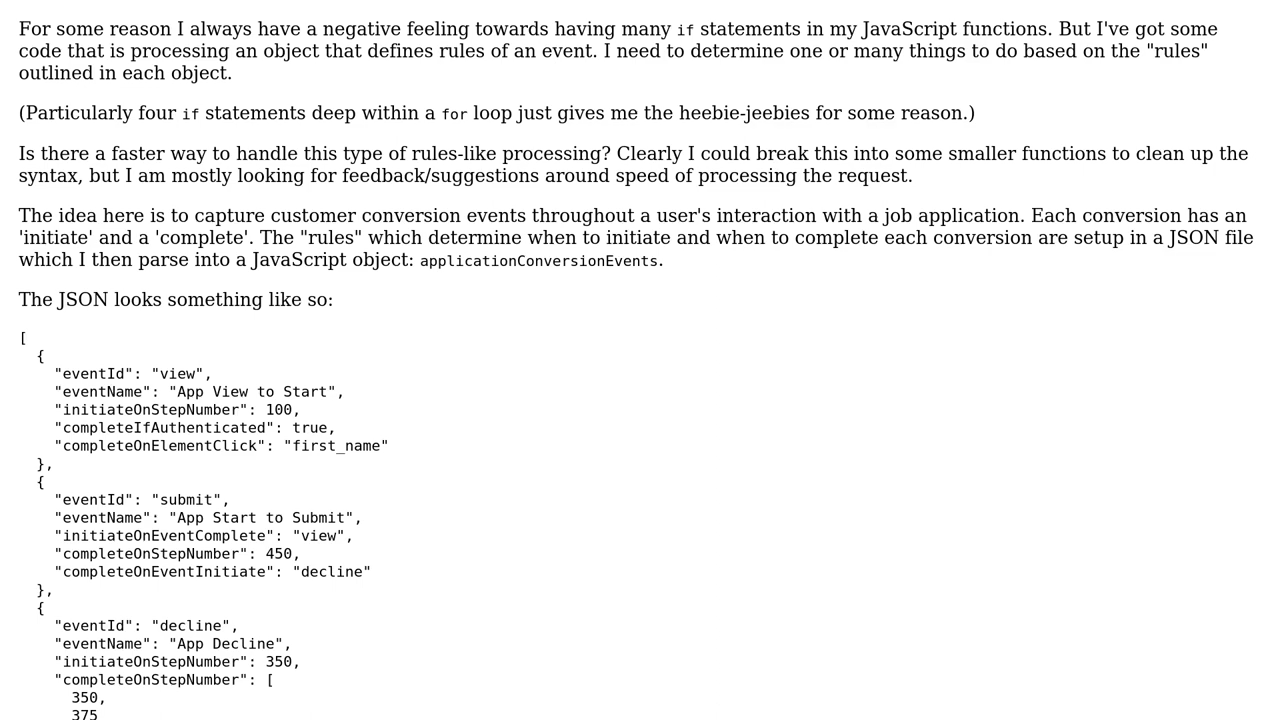 For some reason I always have a negative feeling towards having many if statements in my JavaScript functions. But I've got some
code that is processing an object that defines rules of an event. I need to determine one or many things to do based on the "rules"
outlined in each object.
(Particularly four if statements deep within a for loop just gives me the heebie-jeebies for some reason.)
Is there a faster way to handle this type of rules-like processing? Clearly I could break this into some smaller functions to clean up the
syntax, but I am mostly looking for feedback/suggestions around speed of processing the request.
The idea here is to capture customer conversion events throughout a user's interaction with a job application. Each conversion has an
'initiate' and a 'complete'. The "rules" which determine when to initiate and when to complete each conversion are setup in a JSON file
which I then parse into a JavaScript object: applicationConversionEvents.
The JSON looks something like so:
[
  {
    "eventId": "view",
    "eventName": "App View to Start",
    "initiateOnStepNumber": 100,
    "completeIfAuthenticated": true,
    "completeOnElementClick": "first_name"
  },
  {
    "eventId": "submit",
    "eventName": "App Start to Submit",
    "initiateOnEventComplete": "view",
    "completeOnStepNumber": 450,
    "completeOnEventInitiate": "decline"
  },
  {
    "eventId": "decline",
    "eventName": "App Decline",
    "initiateOnStepNumber": 350,
    "completeOnStepNumber": [
      350,
      375